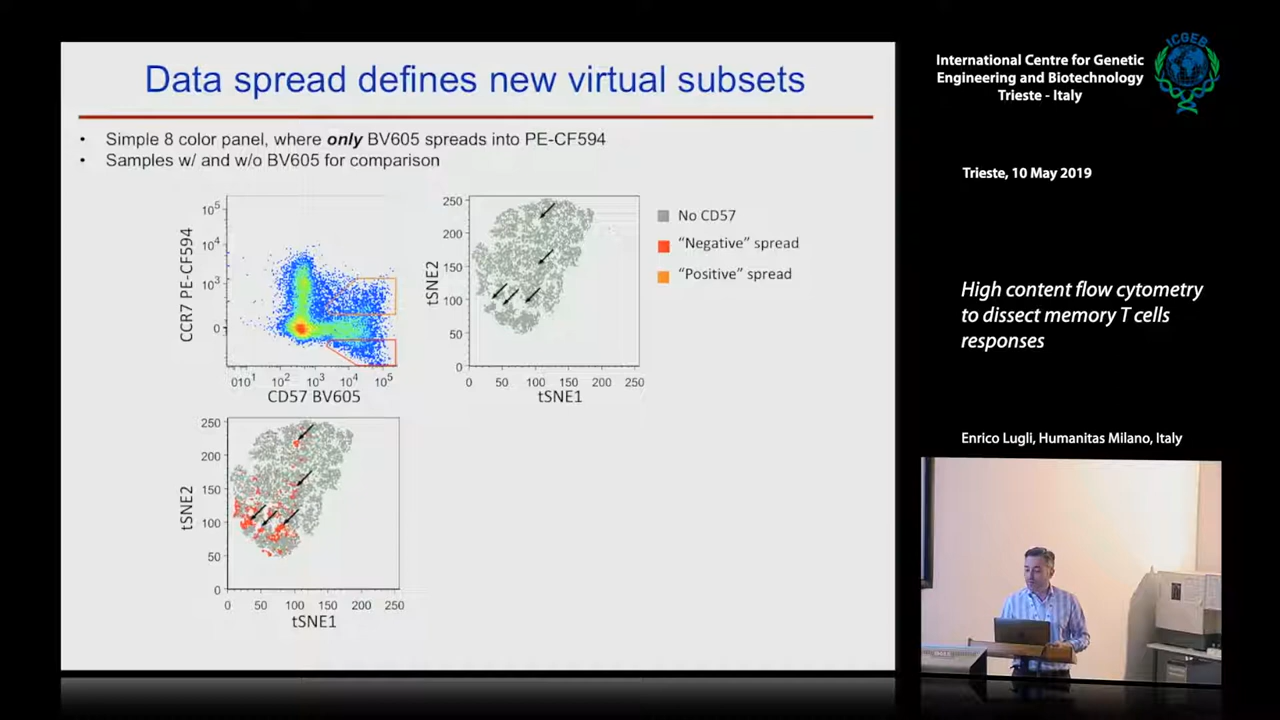 Data spread defines new virtual subsets
• Simple 8 color panel, where only BV605 spreads into PE-CF594
• Samples w/ and w/o BV605 for comparison
CCR7 PE-CF594
10^5
10^4
10^3
0
010^1 10^2 10^3 10^4 10^5
CD57 BV605
tSNE2
250
200
150
100
50
0
0 50 100 150 200 250
tSNE1
No CD57
“Negative” spread
“Positive” spread
tSNE2
250
200
150
100
50
0
0 50 100 150 200 250
tSNE1
International Centre for Genetic
Engineering and Biotechnology
Trieste - Italy
ICGEB
Trieste, 10 May 2019
High content flow cytometry
to dissect memory T cells
responses
Enrico Lugli, Humanitas Milano, Italy